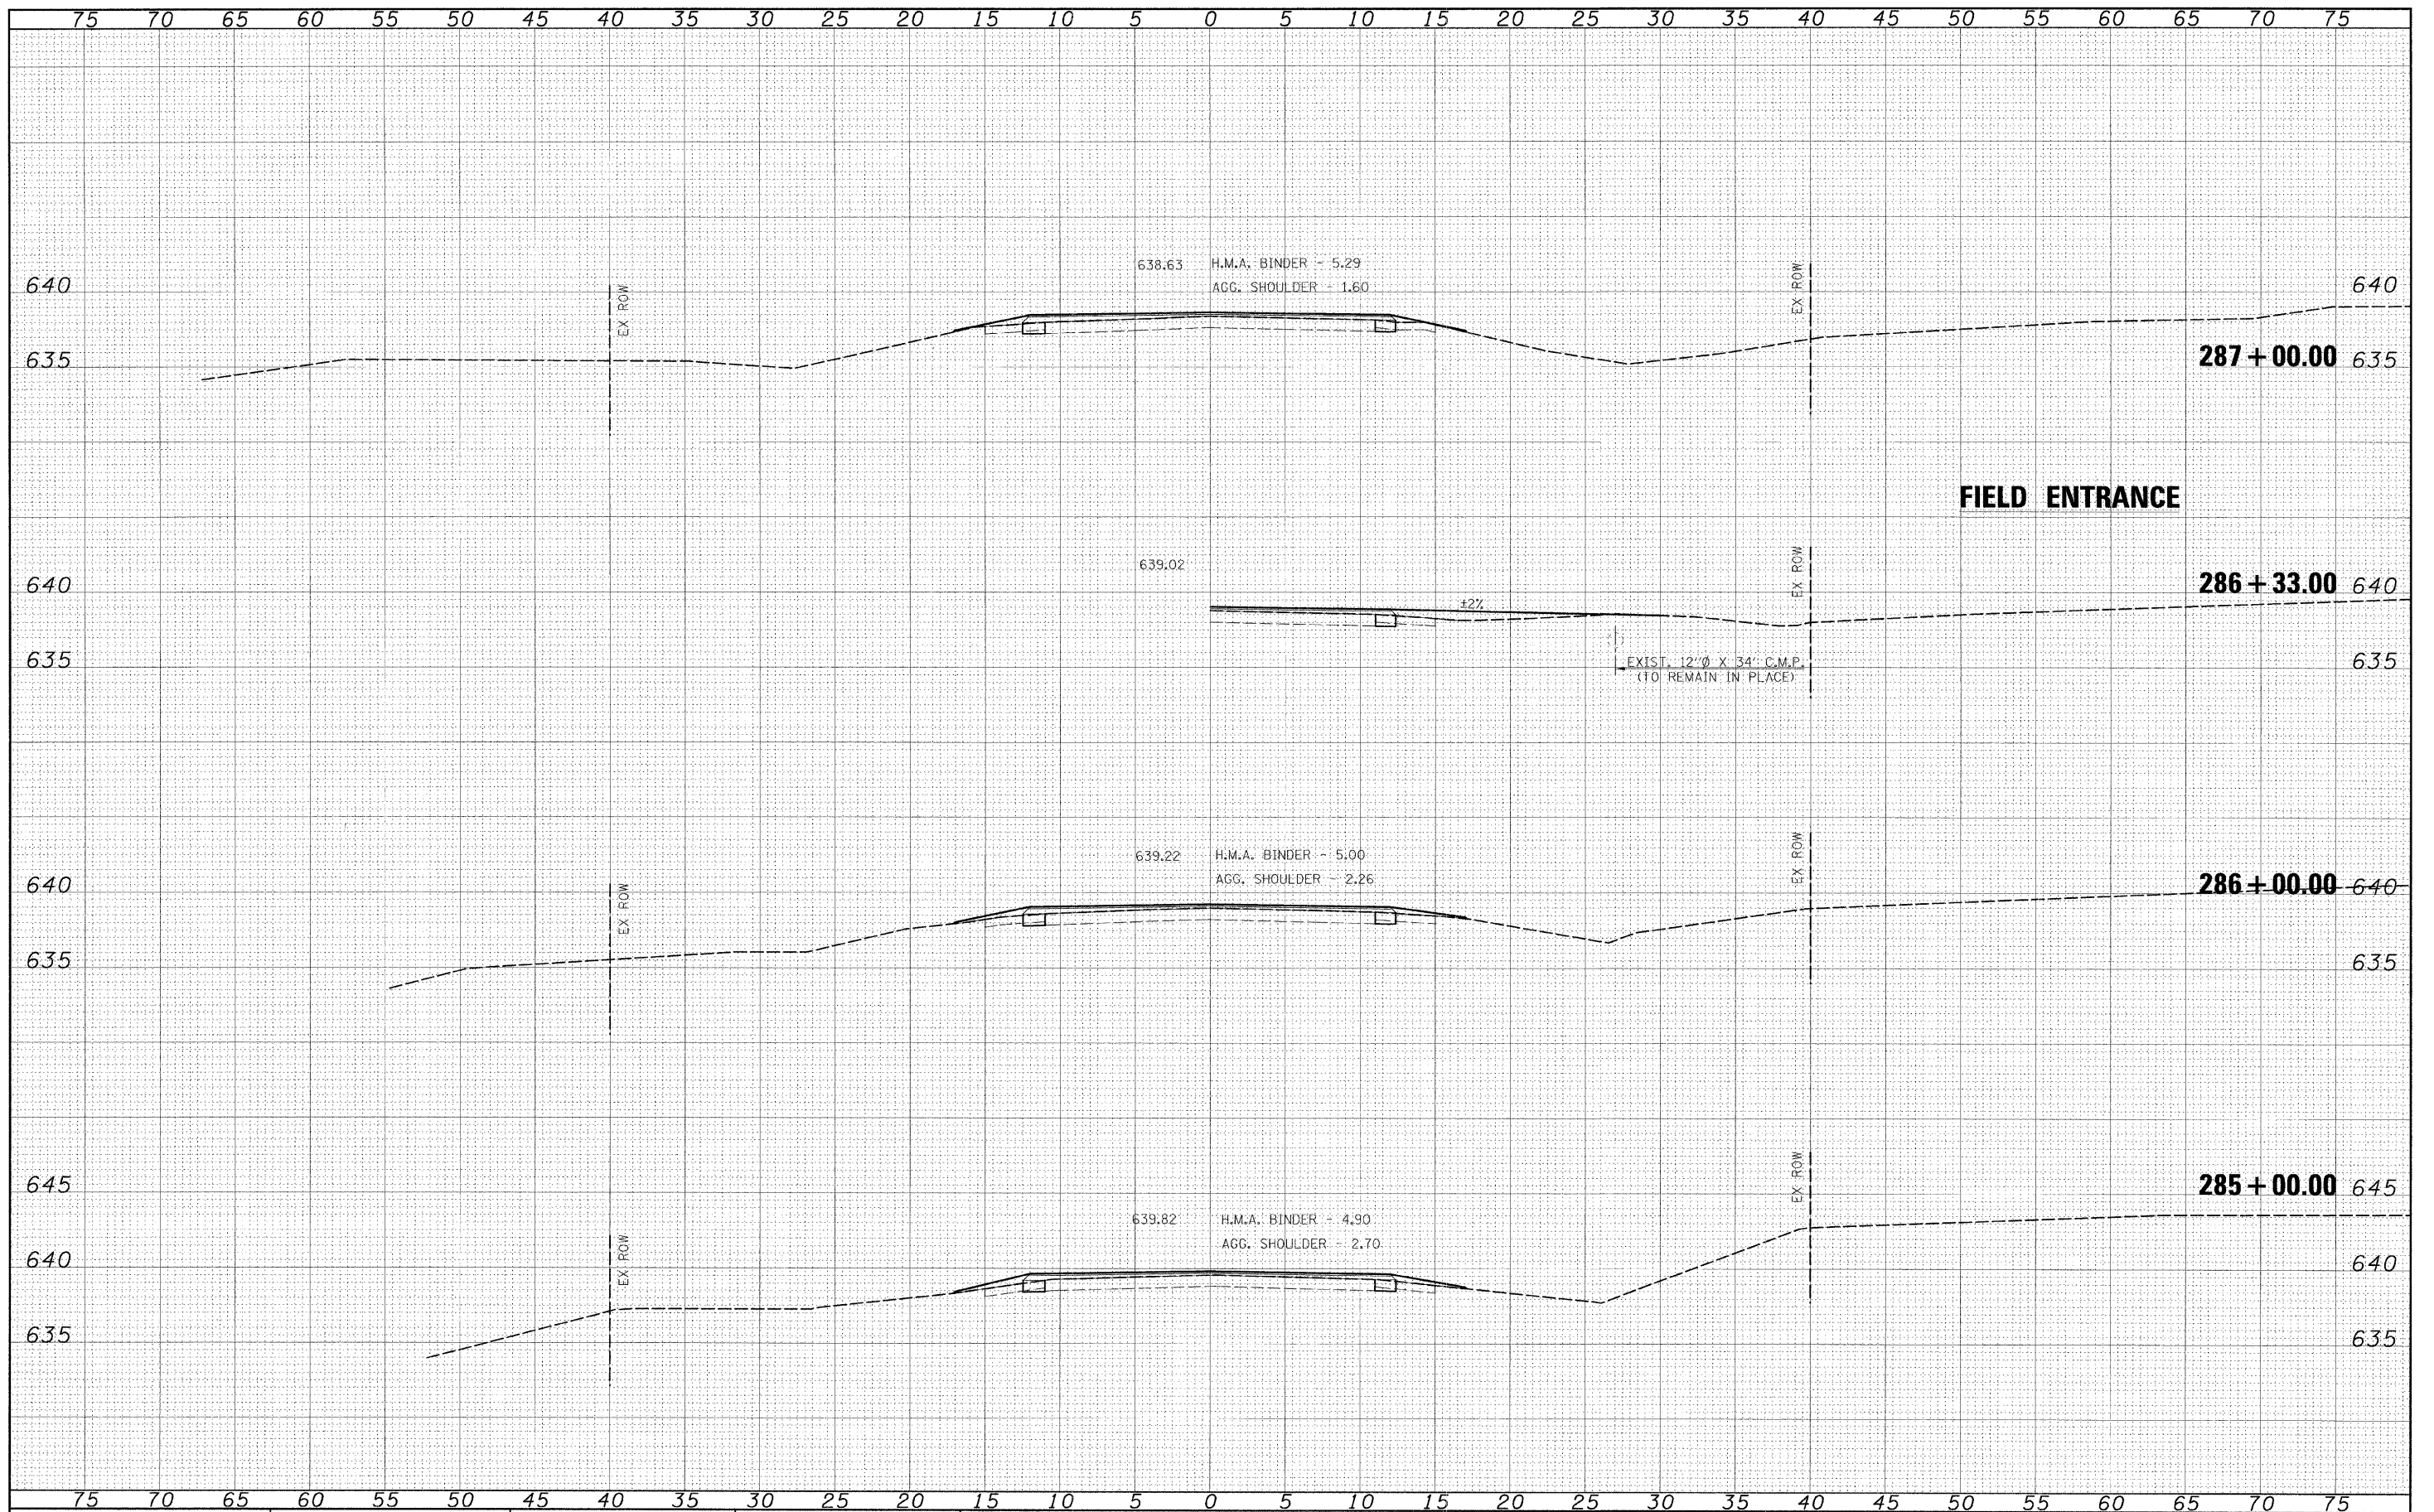 75 70 65 60 55 50 45 40 35 30 25 20 15 10 5 0 5 10 15 20 25 30 35 40 45 50 55 60 65 70 75
638.63 H.M.A. BINDER - 5.29
AGG. SHOULDER - 1.60
640 EX ROW EX ROW 640
635 287+00.00 635
FIELD ENTRANCE
639.02 EX ROW
640 286+33.00 640
±2%
635 EXIST. 12"Ø X 34' C.M.P. 635
(TO REMAIN IN PLACE)
639.22 H.M.A. BINDER - 5.00
AGG. SHOULDER - 2.26
640 EX ROW EX ROW 286+00.00 640
635 635
645 EX ROW 285+00.00 645
639.82 H.M.A. BINDER - 4.90
AGG. SHOULDER - 2.70
640 EX ROW 640
635 635
75 70 65 60 55 50 45 40 35 30 25 20 15 10 5 0 5 10 15 20 25 30 35 40 45 50 55 60 65 70 75